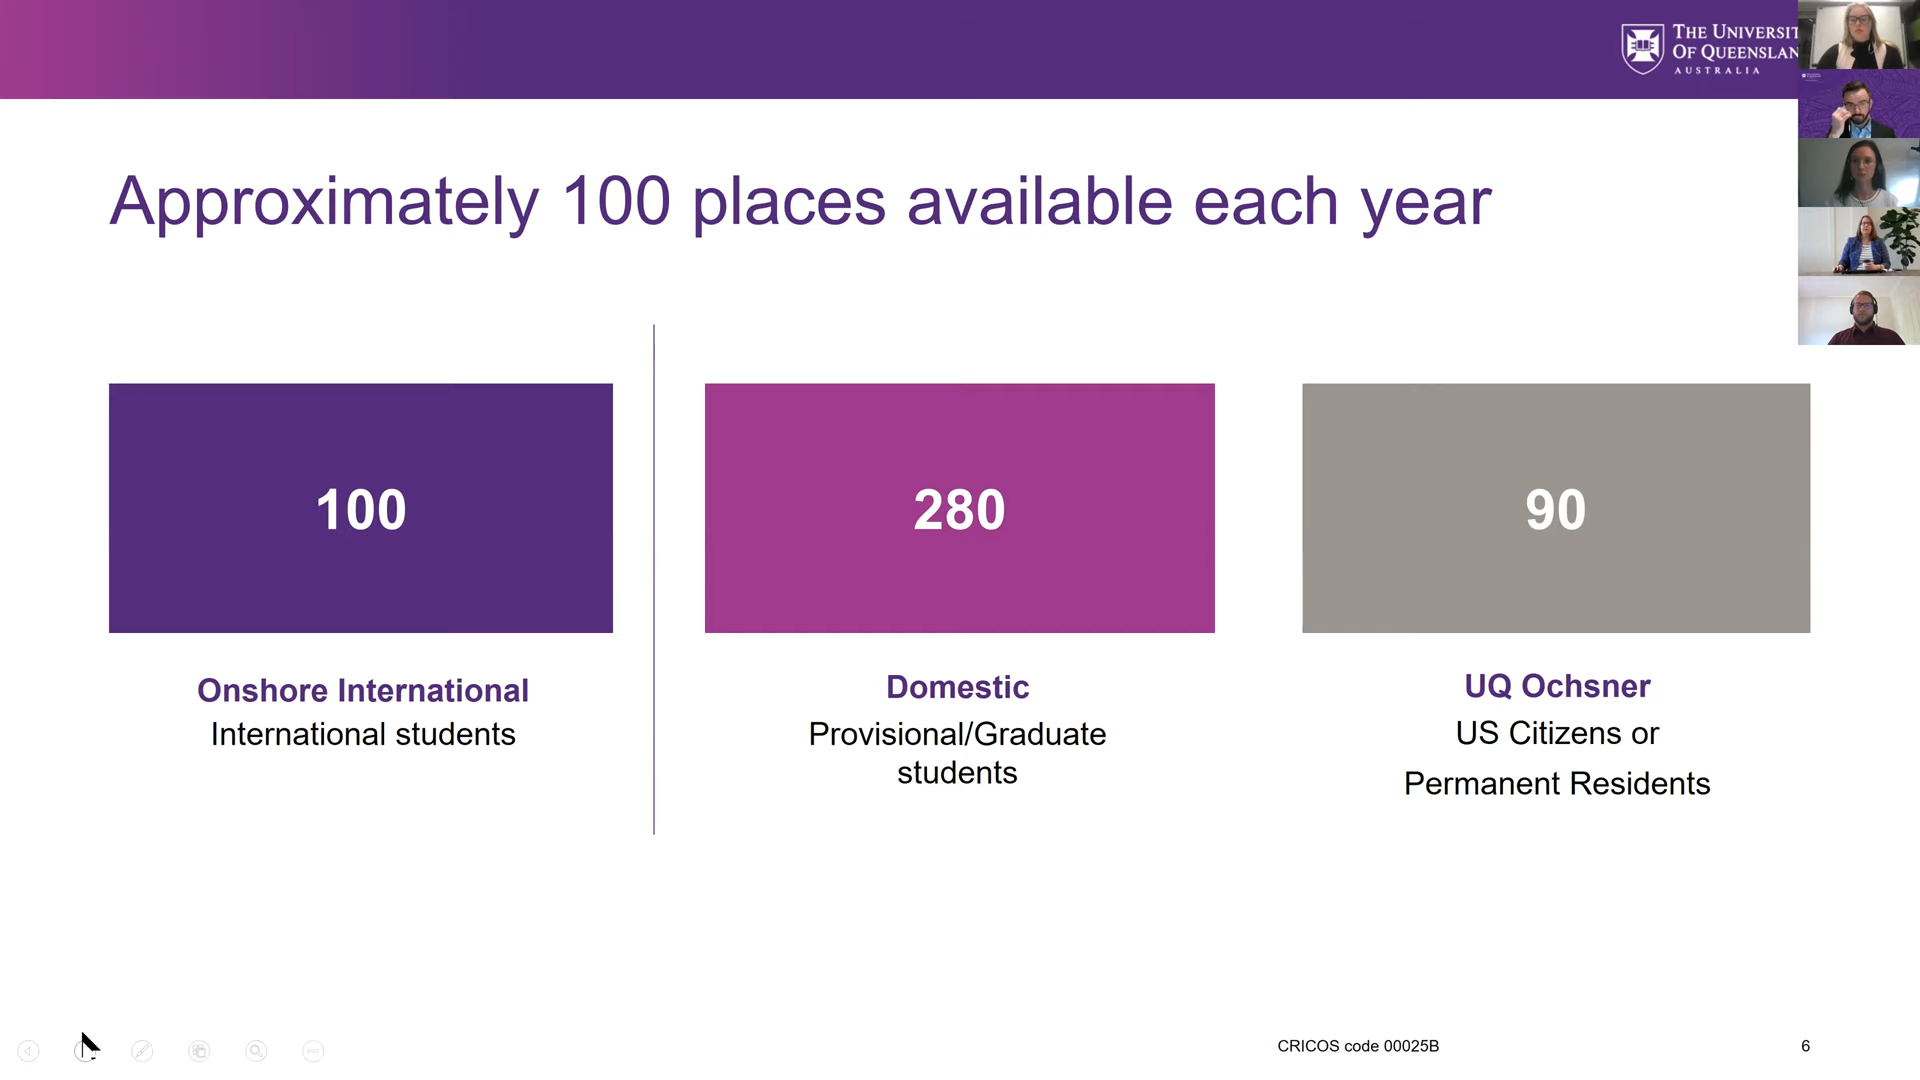 THE UNIVERSIT
OF QUEENSLAN
AUSTRALIA
Approximately 100 places available each year
100
280
90
Onshore International
International students
Domestic
Provisional/Graduate
students
UQ Ochsner
US Citizens or
Permanent Residents
CRICOS code 00025B
6